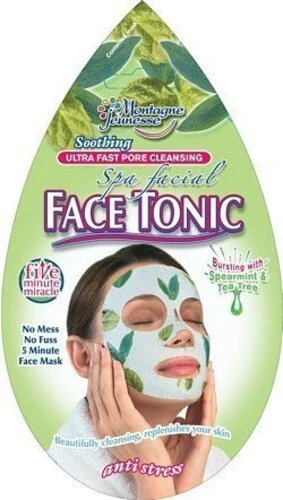 Montagne
Jeunesse
Soothing
ULTRA FAST PORE CLEANSING
Spa facial
FACE TONIC
five
minute
miracle
Bursting with
Spearmint &
Tea Tree
No Mess
No Fuss
5 Minute
Face Mask
Beautifully cleansing, replenishes your skin
anti stress